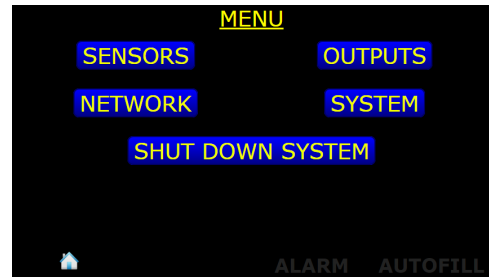 MENU
SENSORS OUTPUTS
NETWORK SYSTEM
SHUT DOWN SYSTEM
ALARM AUTOFILL